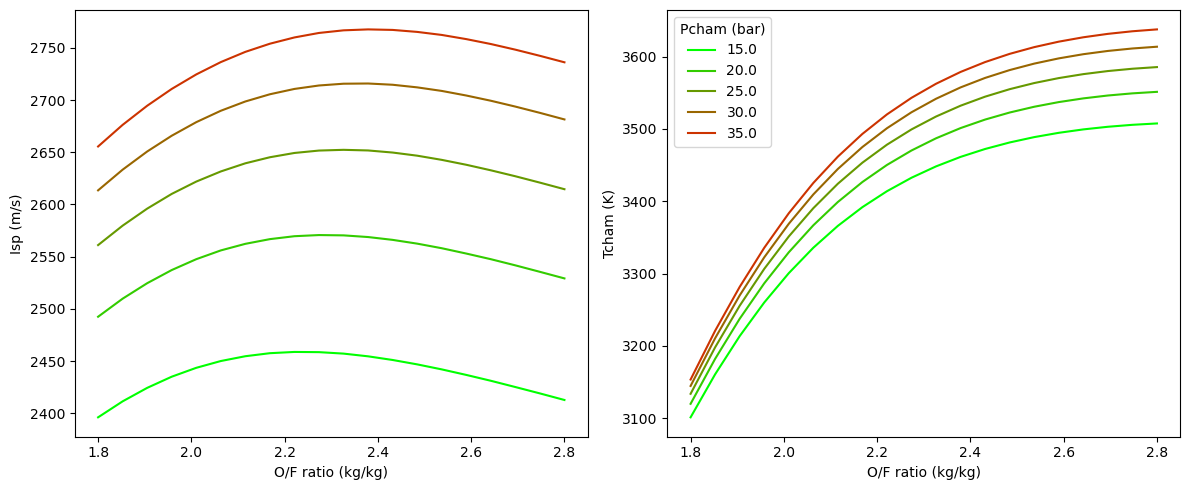 Isp (m/s)
2750
2700
2650
2600
2550
2500
2450
2400
1.8 2.0 2.2 2.4 2.6 2.8
O/F ratio (kg/kg)
Tcham (K)
3600
3500
3400
3300
3200
3100
Pcham (bar)
15.0
20.0
25.0
30.0
35.0
1.8 2.0 2.2 2.4 2.6 2.8
O/F ratio (kg/kg)